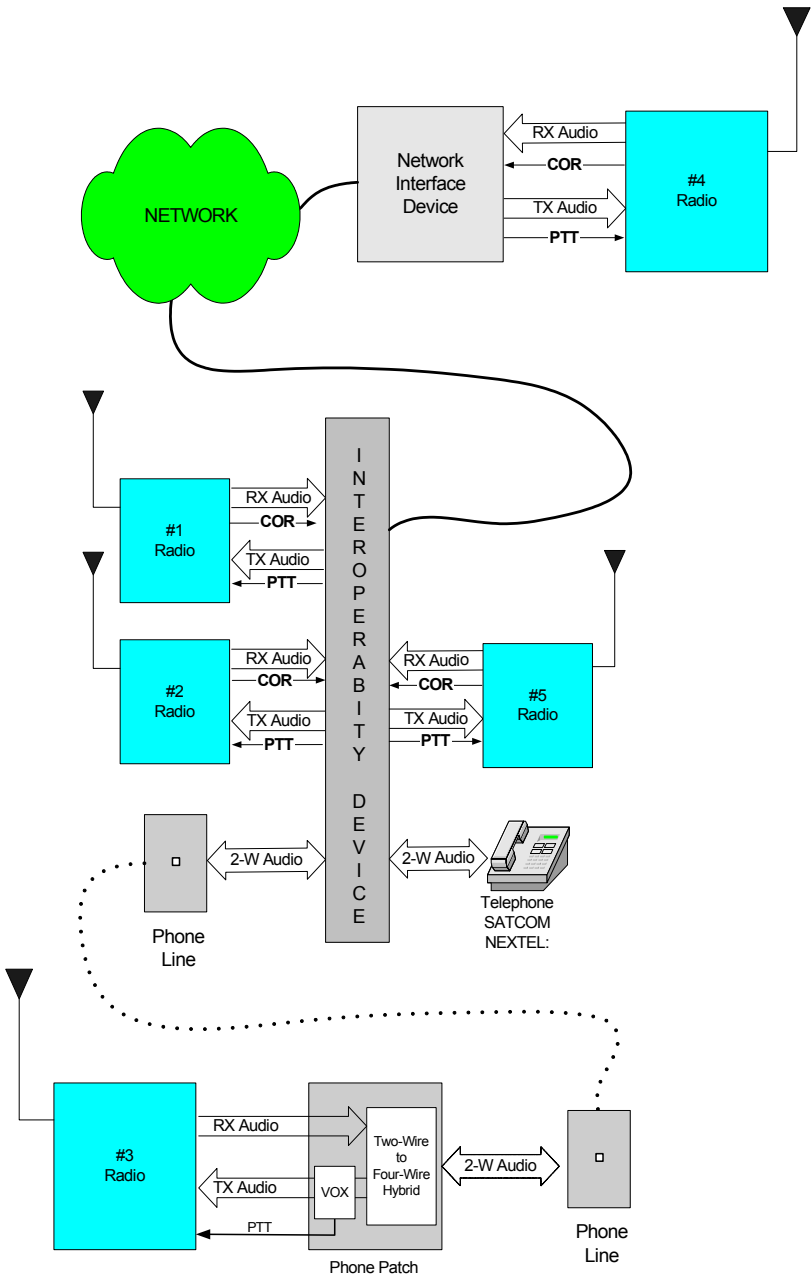 RX Audio
COR
TX Audio
PTT
Network
Interface
Device
#4
Radio
NETWORK
INTEROPERABITY DEVICE
#1
Radio
RX Audio
COR
TX Audio
PTT
#2
Radio
RX Audio
COR
TX Audio
PTT
RX Audio
COR
TX Audio
PTT
#5
Radio
2-W Audio
2-W Audio
Phone
Line
Telephone
SATCOM
NEXTEL:
#3
Radio
RX Audio
TX Audio
PTT
VOX
Two-Wire
to
Four-Wire
Hybrid
Phone Patch
2-W Audio
Phone
Line